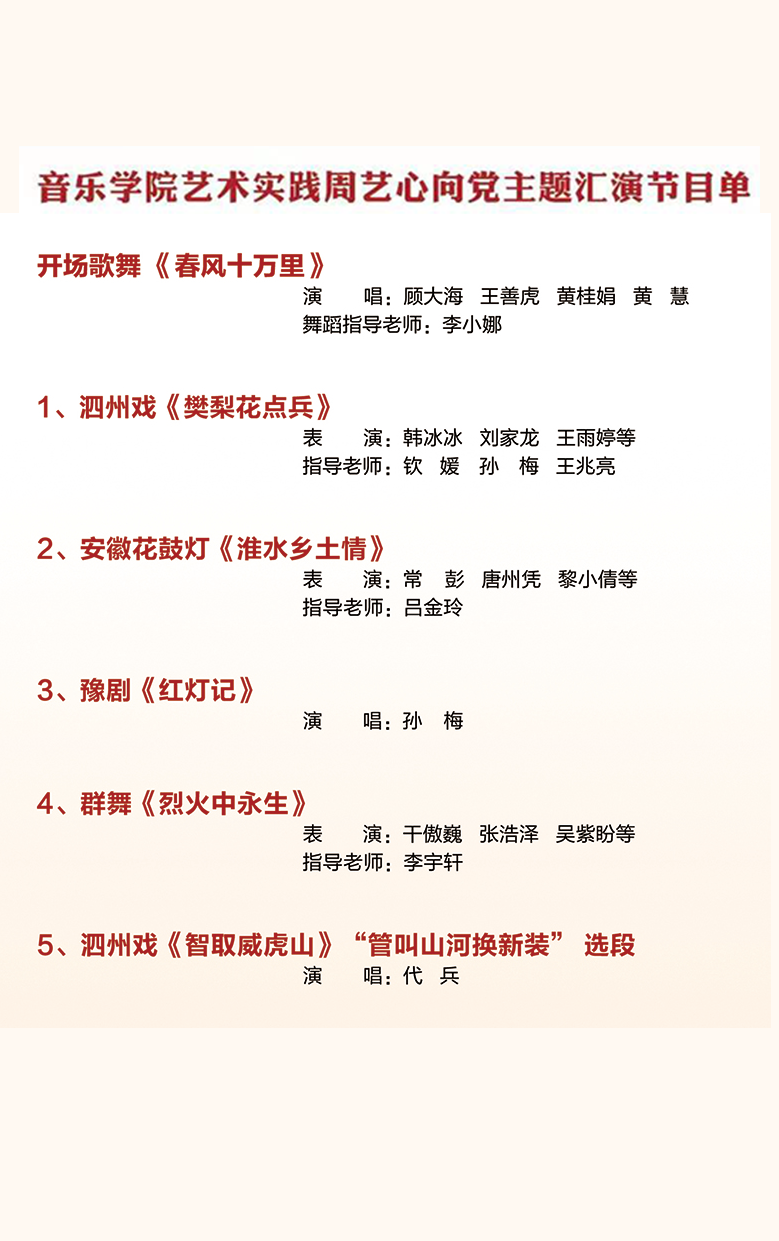 音乐学院艺术实践周艺心向党主题汇演节目单
开场歌舞《春风十万里》
演 唱：顾大海 王善虎 黄桂娟 黄 慧
舞蹈指导老师：李小娜
1、泗州戏《樊梨花点兵》
表 演：韩冰冰 刘家龙 王雨婷等
指导老师：钦 媛 孙 梅 王兆亮
2、安徽花鼓灯《淮水乡土情》
表 演：常 彭 唐州凭 黎小倩等
指导老师：吕金玲
3、豫剧《红灯记》
演 唱：孙 梅
4、群舞《烈火中永生》
表 演：干傲巍 张浩泽 吴紫盼等
指导老师：李宇轩
5、泗州戏《智取威虎山》“管叫山河换新装” 选段
演 唱：代 兵